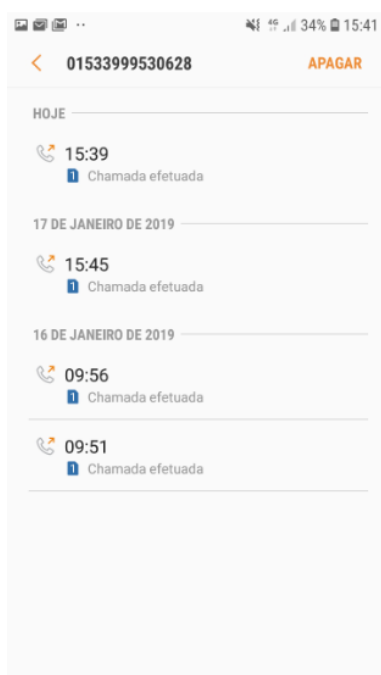 34% 15:41
01533999530628 APAGAR
HOJE
15:39
1 Chamada efetuada
17 DE JANEIRO DE 2019
15:45
1 Chamada efetuada
16 DE JANEIRO DE 2019
09:56
1 Chamada efetuada
09:51
1 Chamada efetuada